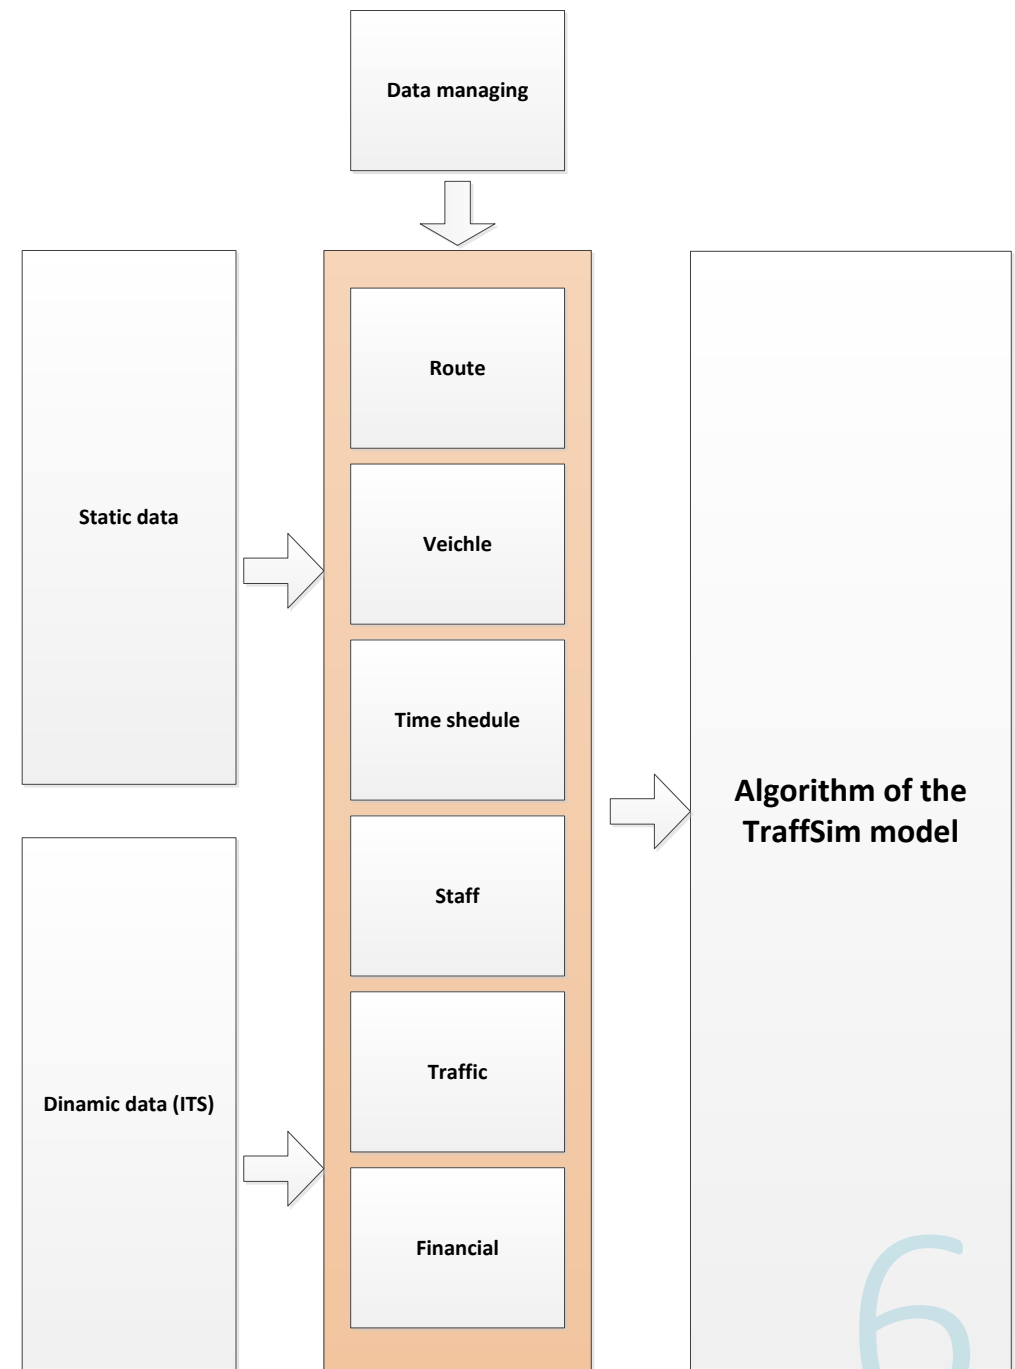 Data managing
Static data
Route
Veichle
Time shedule
Staff
Traffic
Financial
Dinamic data (ITS)
Algorithm of the
TraffSim model
6